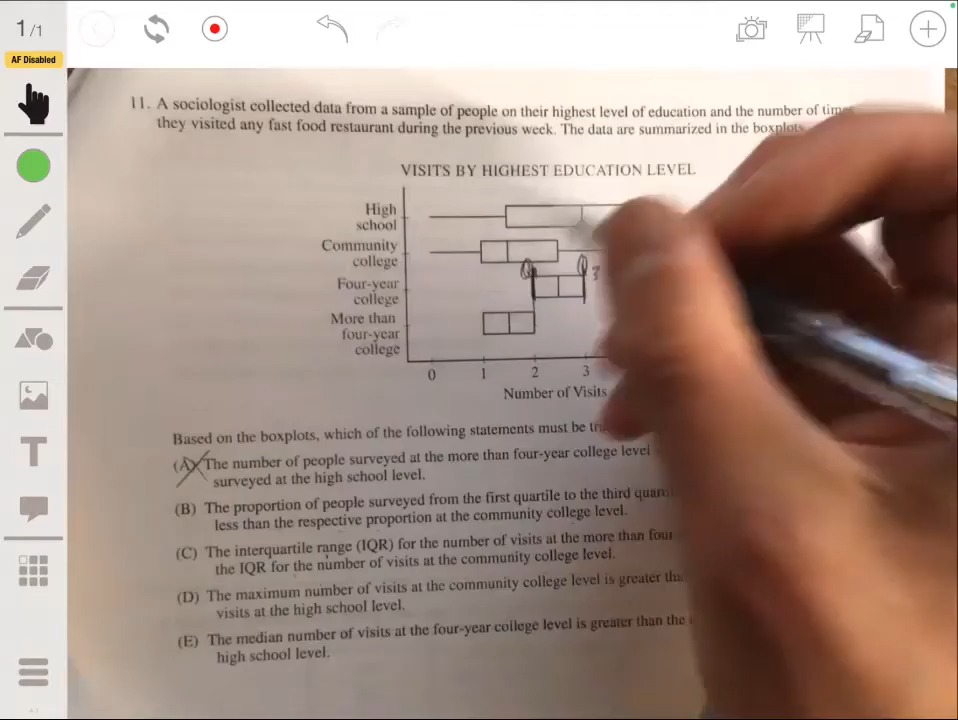 1/1
AF Disabled
11. A sociologist collected data from a sample of people on their highest level of education and the number of
they visited any fast food restaurant during the previous week. The data are summarized in the boxplots
VISITS BY HIGHEST EDUCATION LEVEL
High
school
Community
college
Four-year
college
More than
four-year
college
?
0 1 2 3
Number of Visits
Based on the boxplots, which of the following statements must be
(A) The number of people surveyed at the more than four-year college level
surveyed at the high school level.
(B) The proportion of people surveyed from the first quartile to the third
less than the respective proportion at the community college level.
(C) The interquartile range (IQR) for the number of visits at the more than four
the IQR for the number of visits at the community college level.
(D) The maximum number of visits at the community college level is greater
visits at the high school level.
(E) The median number of visits at the four-year college level is greater than the
high school level.
T